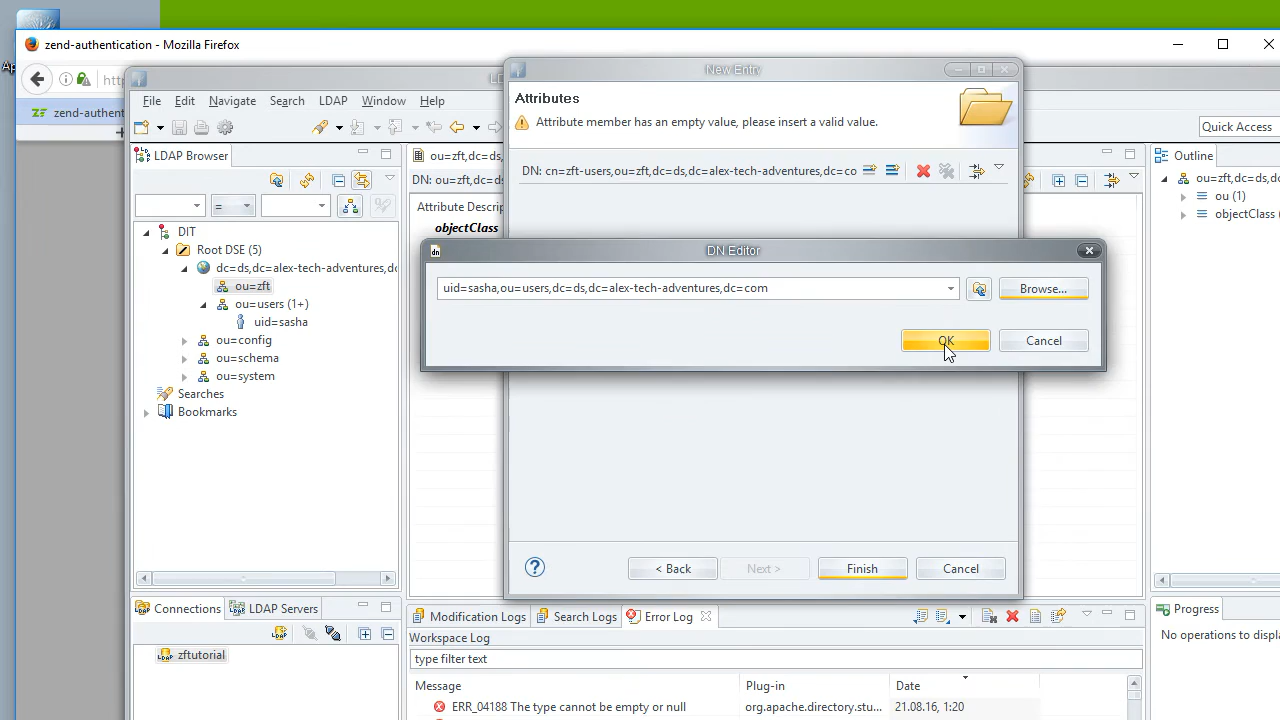 zend-authentication - Mozilla Firefox
zend-authent
File Edit Navigate Search LDAP Window Help
Quick Access
LDAP Browser
=
DIT
Root DSE (5)
dc=ds,dc=alex-tech-adventures,
ou=zft
ou=users (1+)
uid=sasha
ou=config
ou=schema
ou=system
Searches
Bookmarks
Connections
LDAP Servers
zftutorial
ou=zft,dc=ds,
DN: ou=zft,dc=ds
Attribute Descrip
objectClass
New Entry
Attributes
Attribute member has an empty value, please insert a valid value.
DN: cn=zft-users,ou=zft,dc=ds,dc=alex-tech-adventures,dc=co
DN Editor
uid=sasha,ou=users,dc=ds,dc=alex-tech-adventures,dc=com
Browse...
OK
Cancel
?
< Back
Next >
Finish
Cancel
Outline
ou=zft,dc=ds,dc
ou (1)
objectClass (
Modification Logs
Search Logs
Error Log
Workspace Log
type filter text
Message Plug-in Date
ERR_04188 The type cannot be empty or null org.apache.directory.stu... 21.08.16, 1:20
Progress
No operations to displa